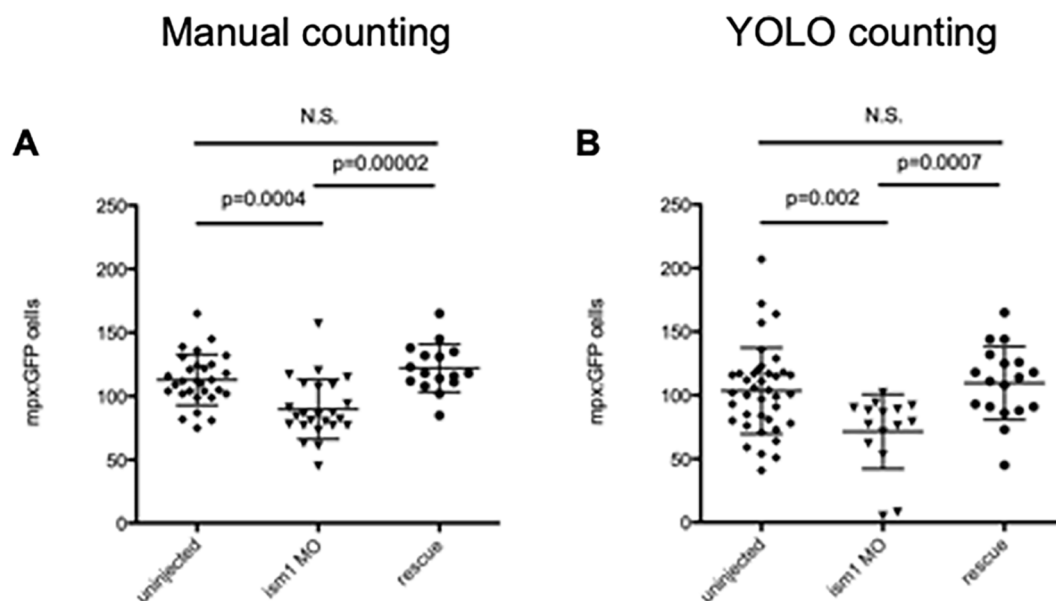 Manual counting
YOLO counting
A
N.S.
p=0.00002
p=0.0004
250
200
150
100
50
0
mpx:GFP cells
uninjected
ism1 MO
rescue
B
N.S.
p=0.0007
p=0.002
250
200
150
100
50
0
mpx:GFP cells
uninjected
ism1 MO
rescue